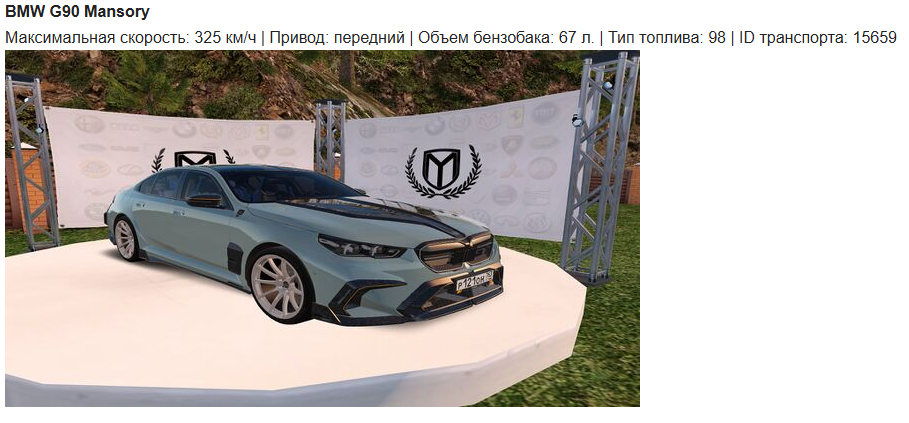 BMW G90 Mansory
Максимальная скорость: 325 км/ч | Привод: передний | Объем бензобака: 67 л. | Тип топлива: 98 | ID транспорта: 15659